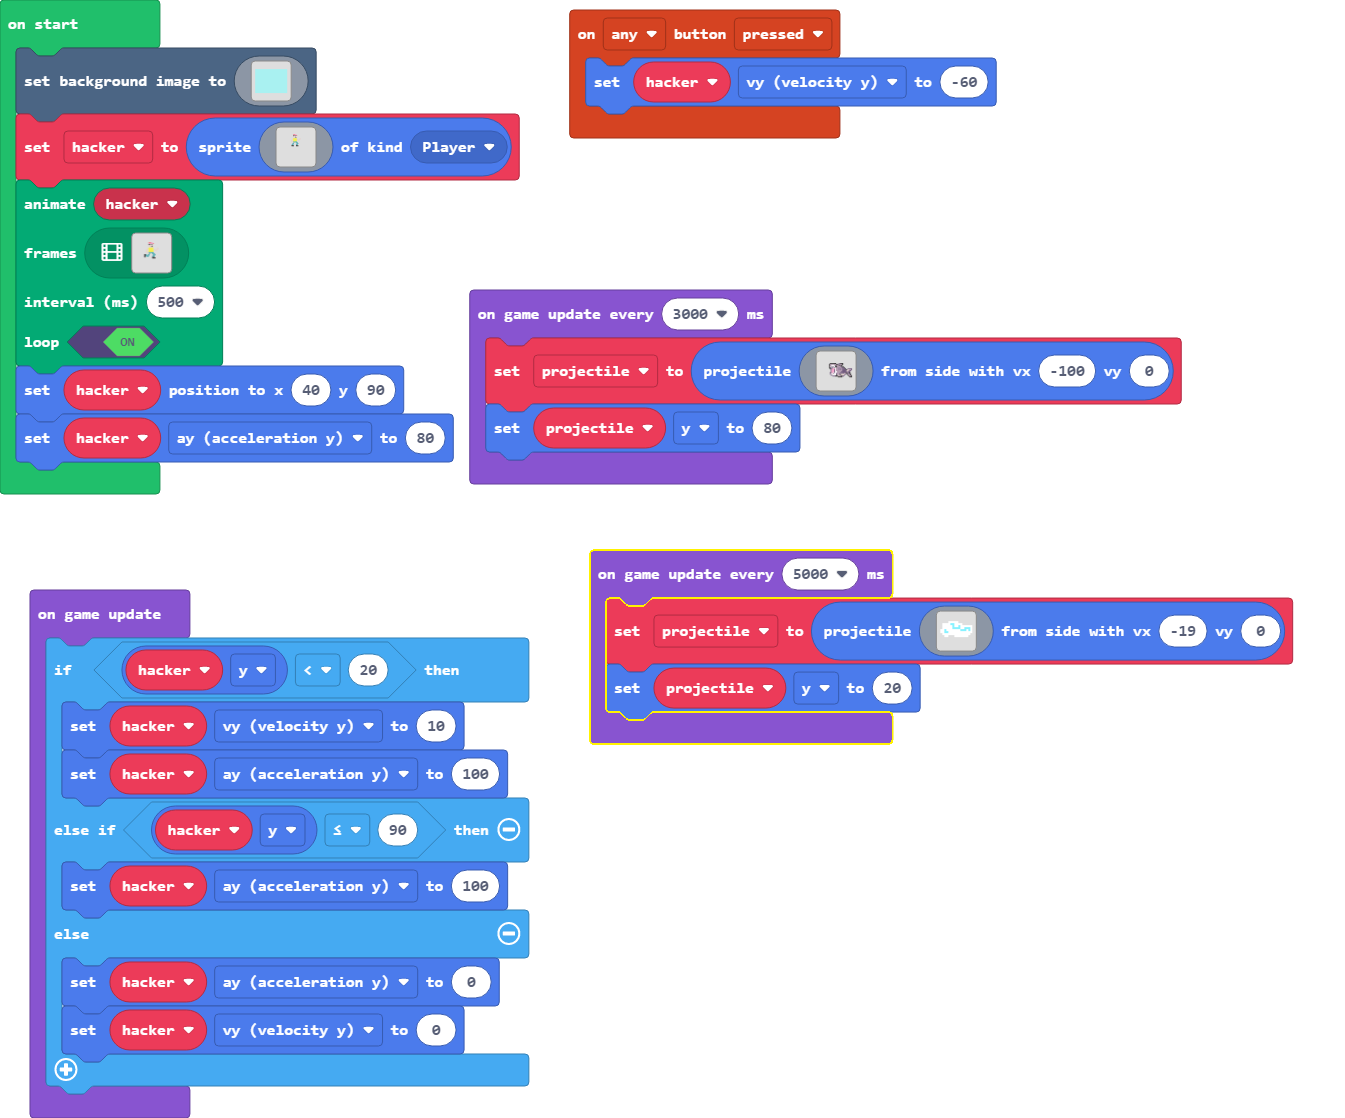 on start
set background image to
set hacker to sprite of kind Player
animate hacker
frames
interval (ms) 500
loop ON
set hacker position to x 40 y 90
set hacker ay (acceleration y) to 80
on any button pressed
set hacker vy (velocity y) to -60
on game update every 3000 ms
set projectile to projectile from side with vx -100 vy 0
set projectile y to 80
on game update every 5000 ms
set projectile to projectile from side with vx -19 vy 0
set projectile y to 20
on game update
if hacker y < 20 then
set hacker vy (velocity y) to 10
set hacker ay (acceleration y) to 100
else if hacker y ≤ 90 then
set hacker ay (acceleration y) to 100
else
set hacker ay (acceleration y) to 0
set hacker vy (velocity y) to 0